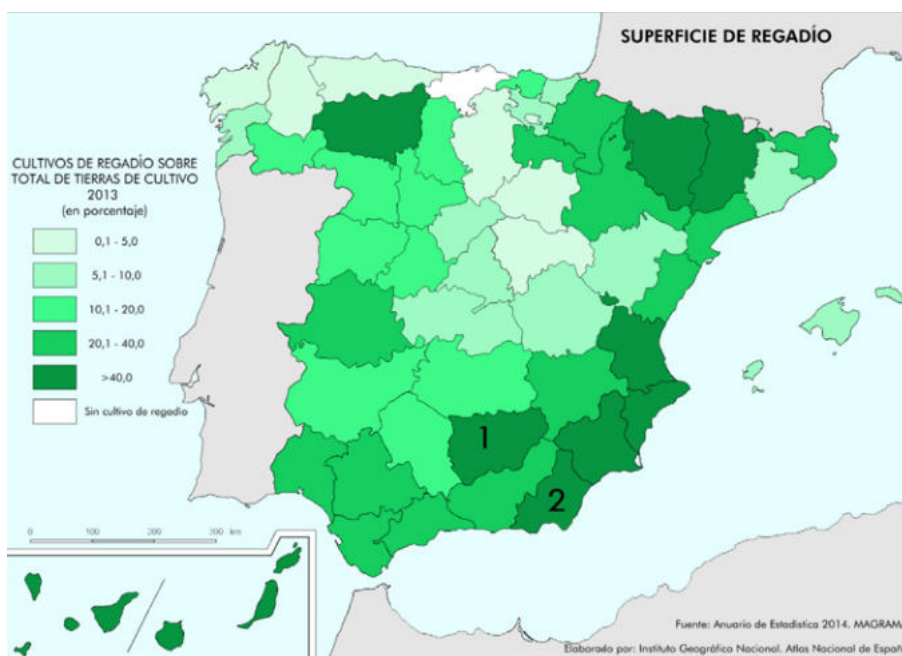 SUPERFICIE DE REGADÍO
CULTIVOS DE REGADÍO SOBRE
TOTAL DE TIERRAS DE CULTIVO
2013
(en porcentaje)
0,1 - 5,0
5,1 - 10,0
10,1 - 20,0
20,1 - 40,0
>40,0
Sin cultivo de regadio
1
2
0 100 200 300 km
Fuente: Anuario de Estadística 2014. MAGRAMA
Elaborado por: Instituto Geográfico Nacional. Atlas Nacional de Españ